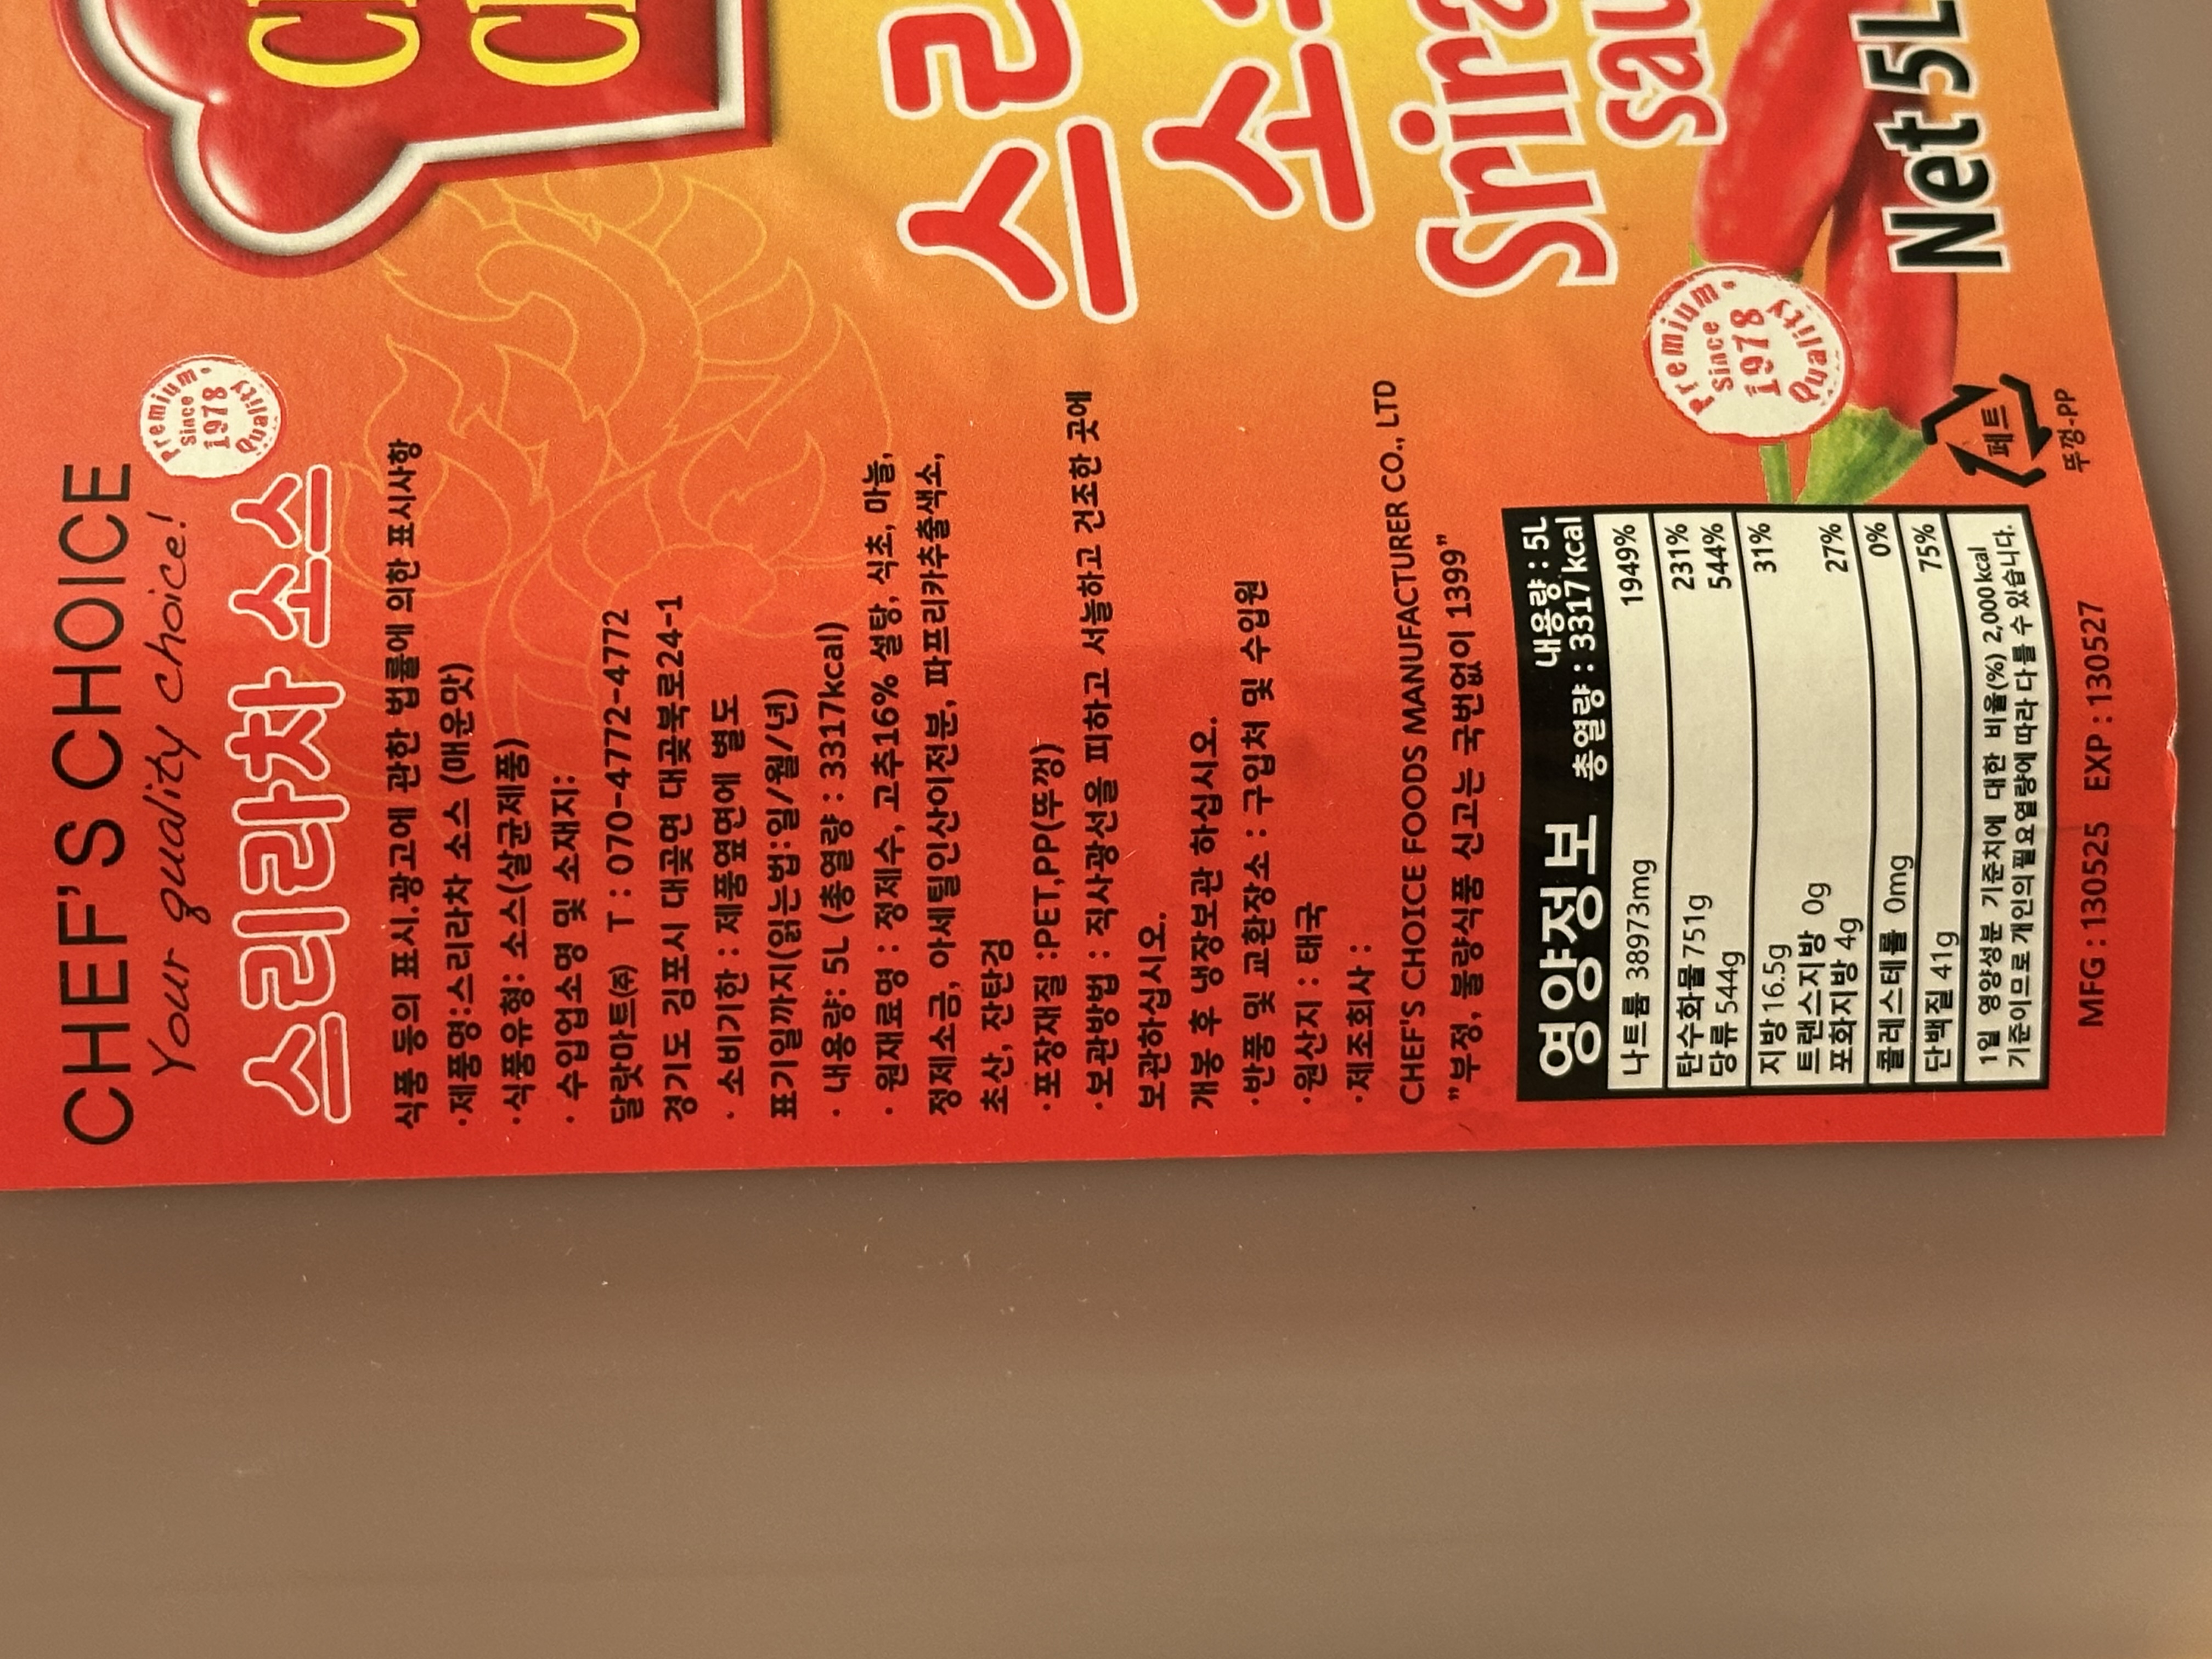 CHEF'S CHOICE
Your quality choice!
Premium
Since
1978
Quality
스리라차 소스
식품 등의 표시.광고에 관한 법률에 의한 표시사항
·제품명:스리라차 소스 (매운맛)
·식품유형: 소스(살균제품)
· 수입업소명 및 소재지:
달랏마트(주) T : 070-4772-4772
경기도 김포시 대곶면 대곶북로24-1
· 소비기한 : 제품옆면에 별도
표기일까지(읽는법:일/월/년)
· 내용량: 5L (총열량 : 3317kcal)
· 원재료명 : 정제수, 고추16% 설탕, 식초, 마늘,
정제소금, 아세틸인산이전분, 파프리카추출색소,
초산, 잔탄검
·포장재질 :PET,PP(뚜껑)
·보관방법 : 직사광선을 피하고 서늘하고 건조한 곳에
보관하십시오.
개봉 후 냉장보관 하십시오.
·반품 및 교환장소 : 구입처 및 수입원
·원산지 : 태국
·제조회사 :
CHEF'S CHOICE FOODS MANUFACTURER CO., LTD
"부정, 불량식품 신고는 국번없이 1399"
영양정보
내용량 : 5L
총열량 : 3317 kcal
나트륨 38973mg 1949%
탄수화물 751g 231%
당류 544g 544%
지방 16.5g 31%
트랜스지방 0g
포화지방 4g 27%
콜레스테롤 0mg 0%
단백질 41g 75%
1일 영양성분 기준치에 대한 비율(%) 2,000 kcal
기준이므로 개인의필요열량에 따라 다를 수 있습니다.
MFG : 130525 EXP : 130527
페트
뚜껑-PP
Premium
Since
1978
Quality
Net 5L